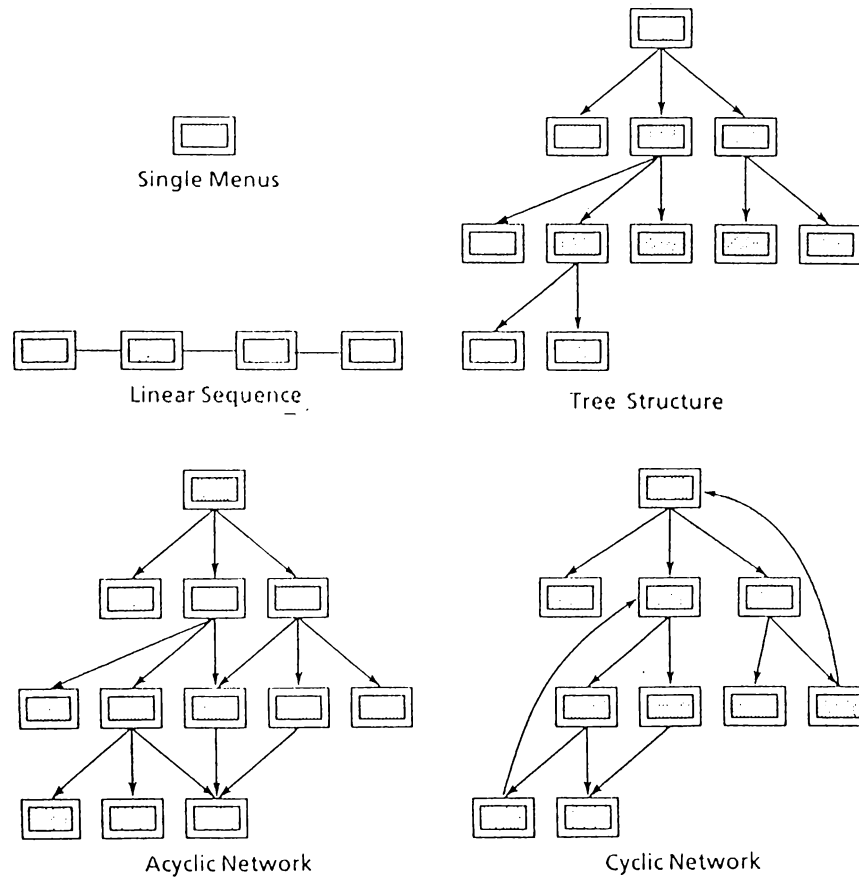 Single Menus
Linear Sequence
Tree Structure
Acyclic Network
Cyclic Network